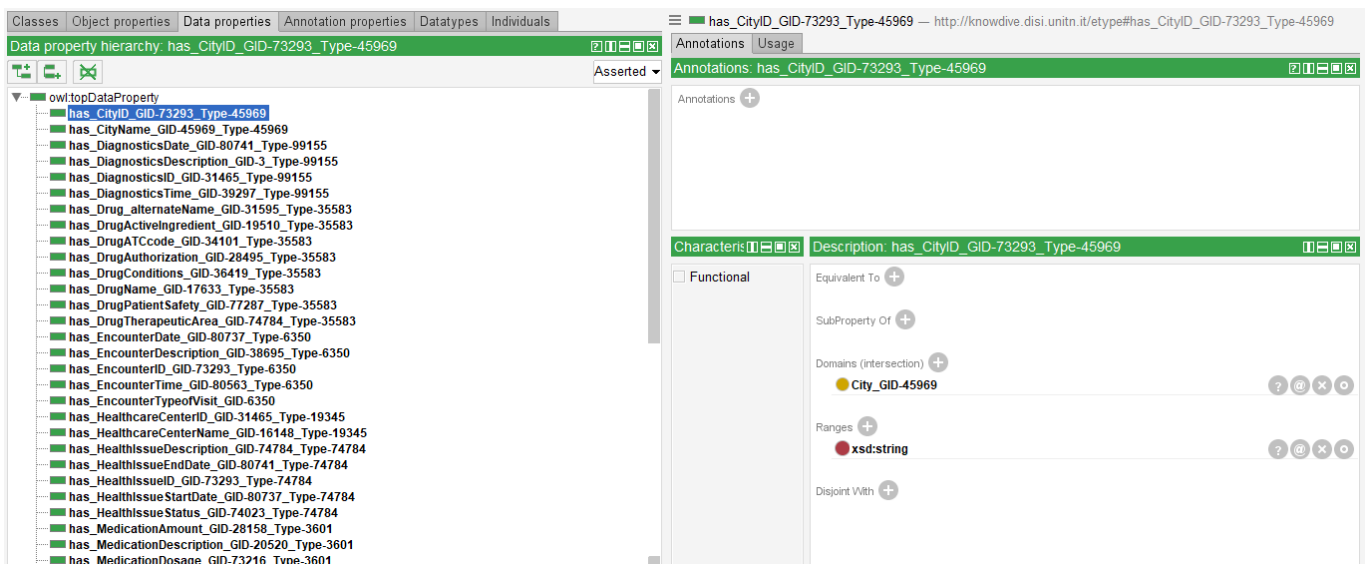 Classes Object properties Data properties Annotation properties Datatypes Individuals
Data property hierarchy: has_CityID_GID-73293_Type-45969
Asserted
owl:topDataProperty
has_CityID_GID-73293_Type-45969
has_CityName_GID-45969_Type-45969
has_DiagnosticsDate_GID-80741_Type-99155
has_DiagnosticsDescription_GID-3_Type-99155
has_DiagnosticsID_GID-31465_Type-99155
has_DiagnosticsTime_GID-39297_Type-99155
has_Drug_alternateName_GID-31595_Type-35583
has_DrugActiveIngredient_GID-19510_Type-35583
has_DrugATCcode_GID-34101_Type-35583
has_DrugAuthorization_GID-28495_Type-35583
has_DrugConditions_GID-36419_Type-35583
has_DrugName_GID-17633_Type-35583
has_DrugPatientSafety_GID-77287_Type-35583
has_DrugTherapeuticArea_GID-74784_Type-35583
has_EncounterDate_GID-80737_Type-6350
has_EncounterDescription_GID-38695_Type-6350
has_EncounterID_GID-73293_Type-6350
has_EncounterTime_GID-80563_Type-6350
has_EncounterTypeofVisit_GID-6350
has_HealthcareCenterID_GID-31465_Type-19345
has_HealthcareCenterName_GID-16148_Type-19345
has_HealthIssueDescription_GID-74784_Type-74784
has_HealthIssueEndDate_GID-80741_Type-74784
has_HealthIssueID_GID-73293_Type-74784
has_HealthIssueStartDate_GID-80737_Type-74784
has_HealthIssueStatus_GID-74023_Type-74784
has_MedicationAmount_GID-28158_Type-3601
has_MedicationDescription_GID-20520_Type-3601
has_MedicationDosage_GID-73216_Type-3601
has_CityID_GID-73293_Type-45969 — http://knowdive.disi.unitn.it/etype#has_CityID_GID-73293_Type-45969
Annotations Usage
Annotations: has_CityID_GID-73293_Type-45969
Annotations
Characteris
Functional
Description: has_CityID_GID-73293_Type-45969
Equivalent To
SubProperty Of
Domains (intersection)
City_GID-45969
Ranges
xsd:string
Disjoint With